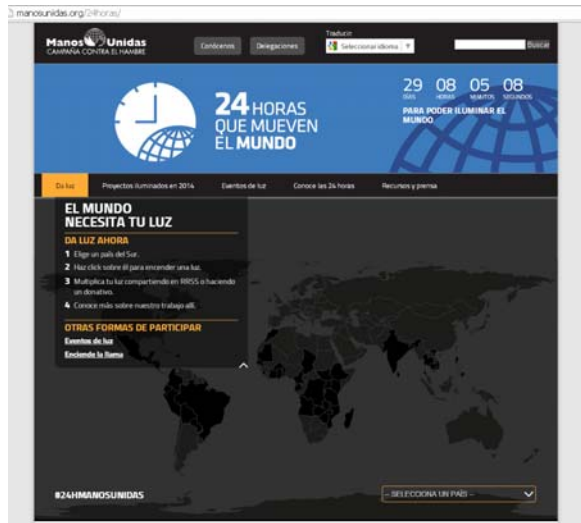 manosunidas.org/24horas/
Manos Unidas
CAMPAÑA CONTRA EL HAMBRE
Conócenos
Delegaciones
Traducir
Seleccionar idioma
Buscar
24 HORAS
QUE MUEVEN
EL MUNDO
29 08 05 08
DÍAS HORAS MINUTOS SEGUNDOS
PARA PODER ILUMINAR EL
MUNDO
Da luz
Proyectos iluminados en 2014
Eventos de luz
Conoce las 24 horas
Recursos y prensa
EL MUNDO
NECESITA TU LUZ
DA LUZ AHORA
1 Elige un país del Sur.
2 Haz click sobre él para encender una luz.
3 Multiplica tu luz compartiendo en RRSS o haciendo
un donativo.
4 Conoce más sobre nuestro trabajo allí.
OTRAS FORMAS DE PARTICIPAR
Eventos de luz
Enciende la llama
#24HMANOSUNIDAS
-- SELECCIONA UN PAÍS --